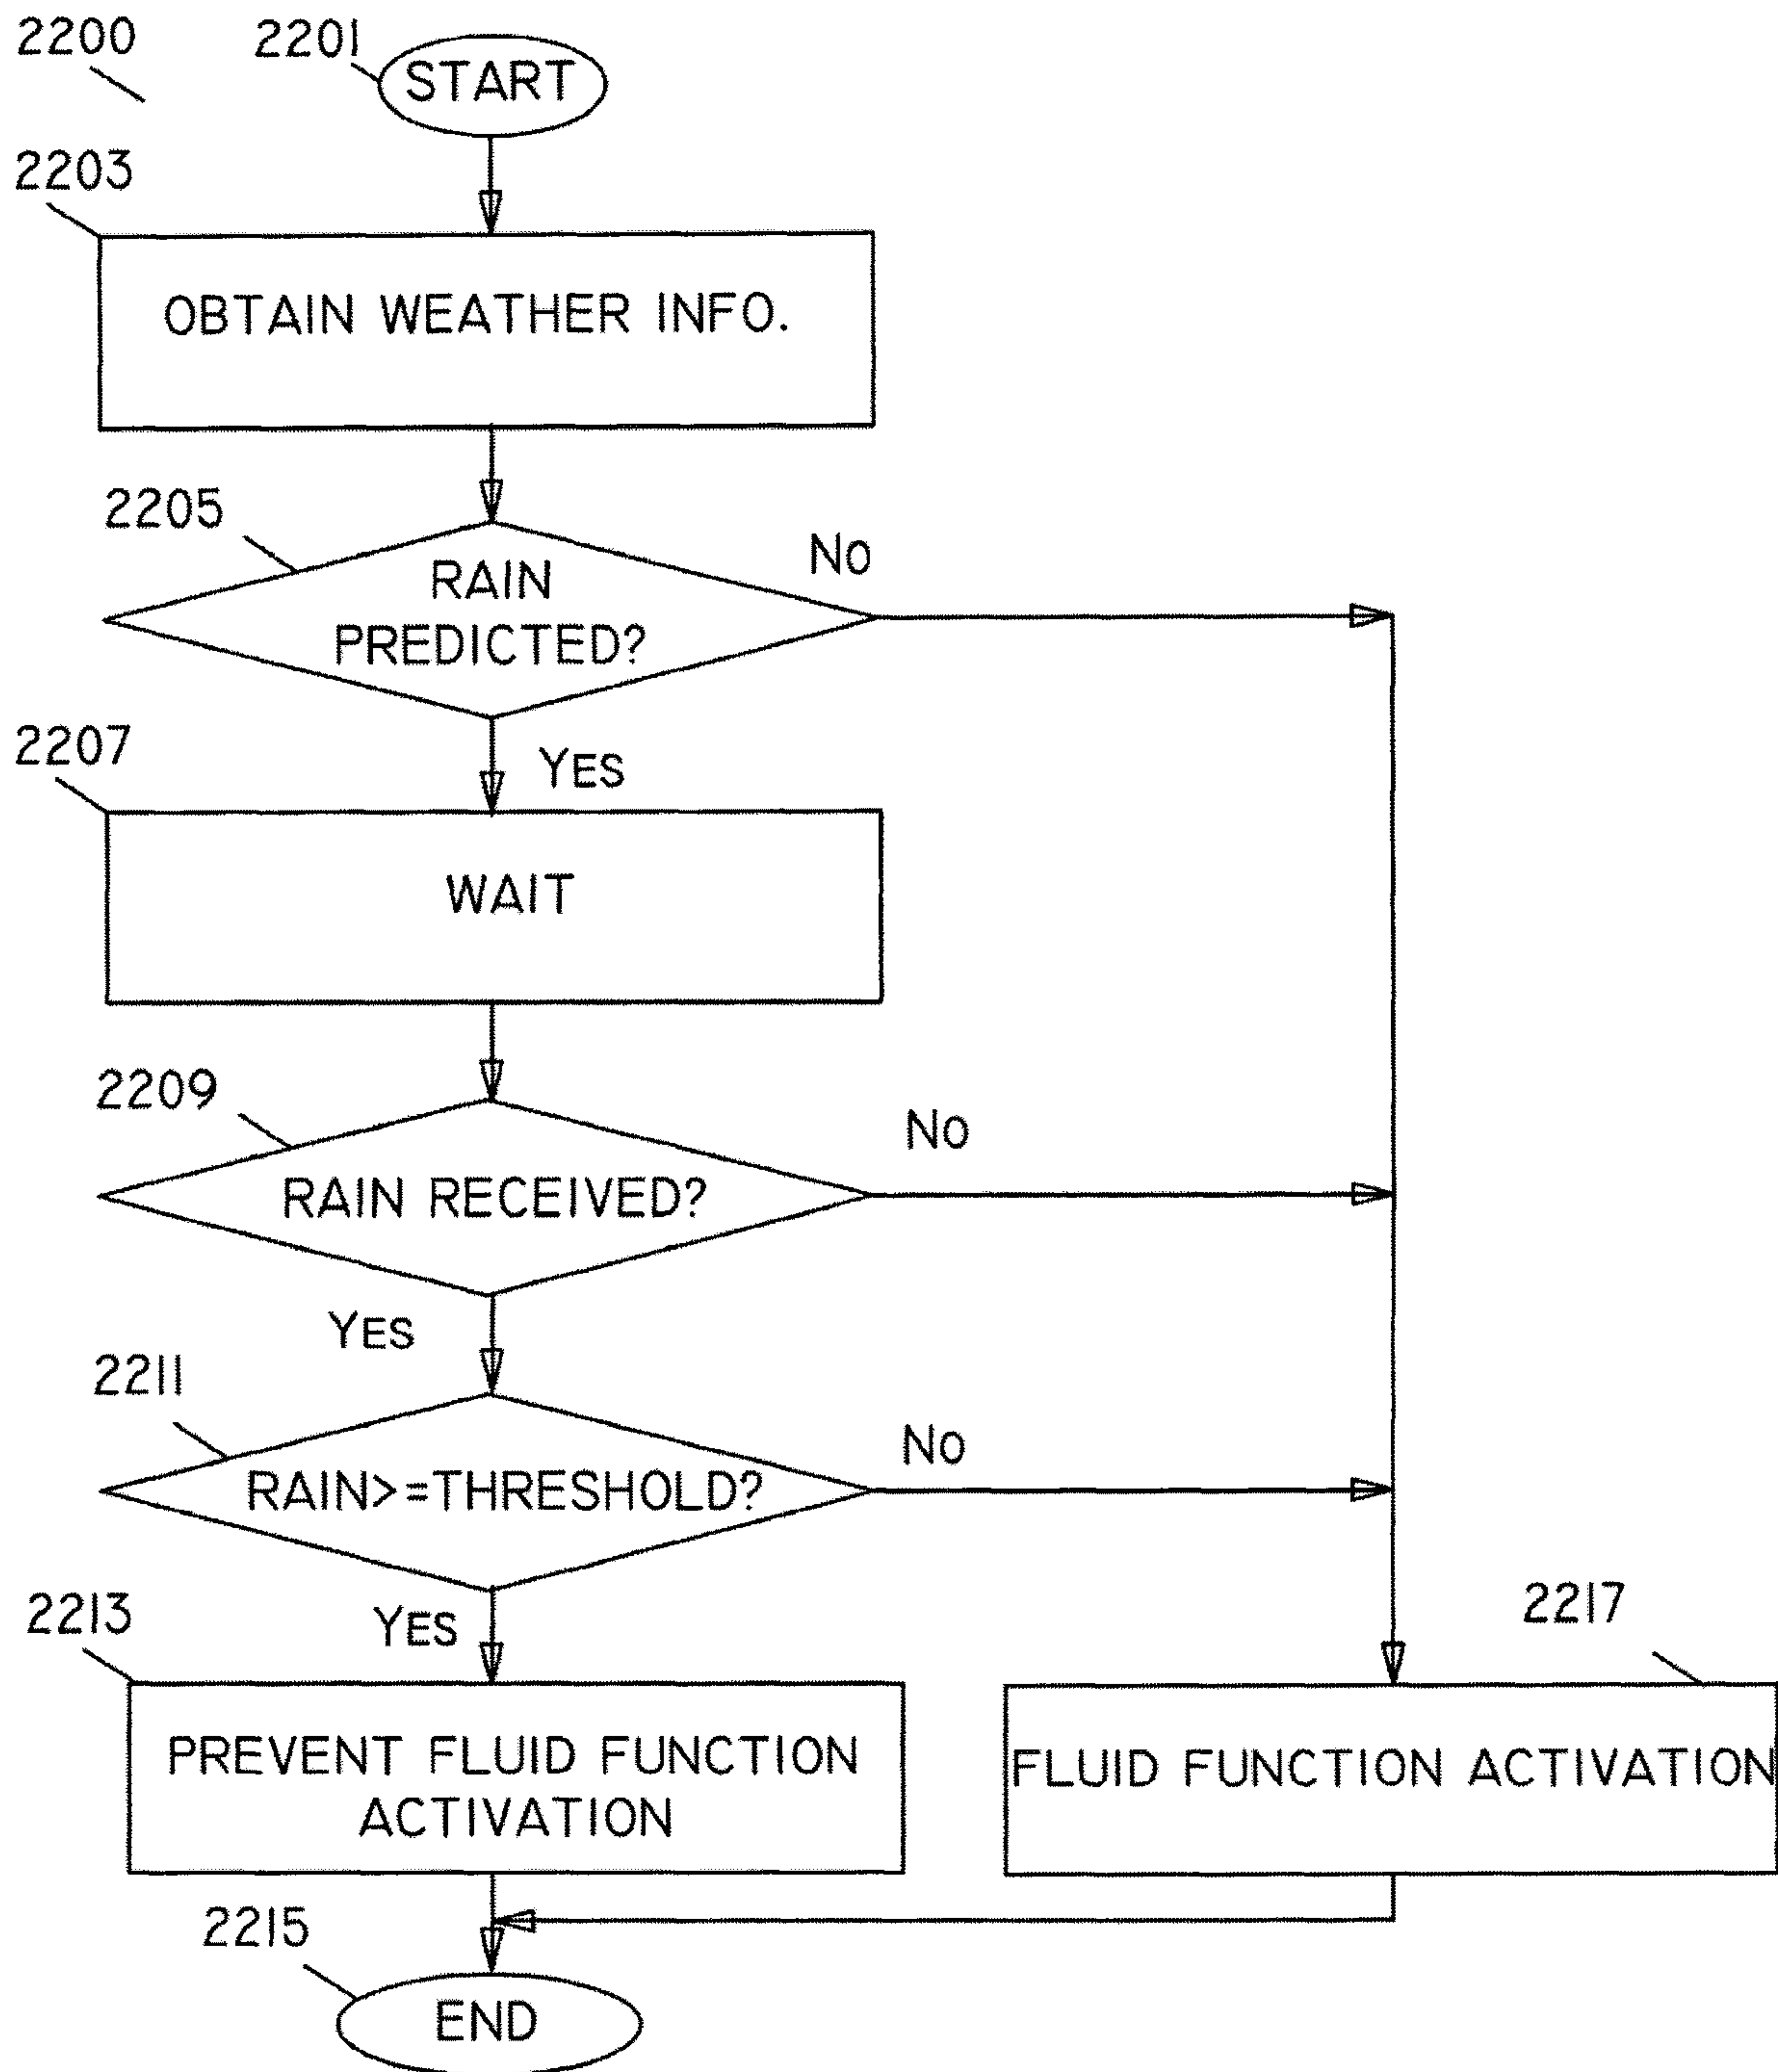 2200
2201
START
2203
OBTAIN WEATHER INFO.
2205
RAIN
PREDICTED?
No
YES
2207
WAIT
2209
RAIN RECEIVED?
No
YES
2211
RAIN>=THRESHOLD?
No
YES
2213
PREVENT FLUID FUNCTION
ACTIVATION
2217
FLUID FUNCTION ACTIVATION
2215
END